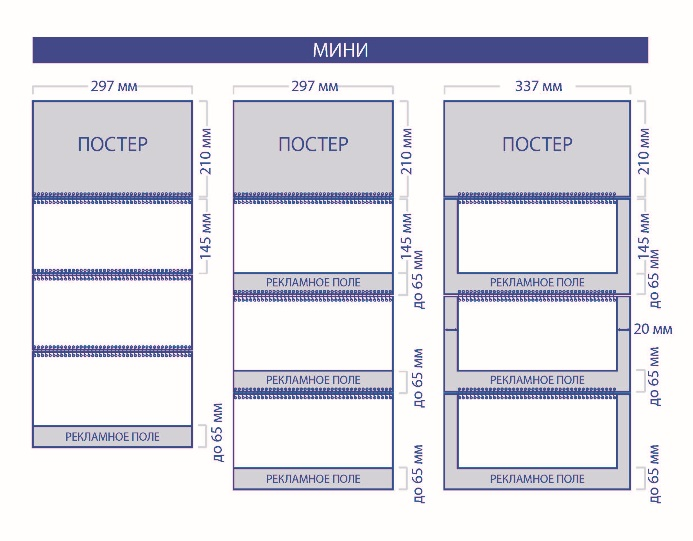 МИНИ
297 мм
297 мм
337 мм
ПОСТЕР
210 мм
ПОСТЕР
210 мм
ПОСТЕР
210 мм
145 мм
145 мм
145 мм
РЕКЛАМНОЕ ПОЛЕ
до 65 мм
РЕКЛАМНОЕ ПОЛЕ
до 65 мм
20 мм
РЕКЛАМНОЕ ПОЛЕ
до 65 мм
РЕКЛАМНОЕ ПОЛЕ
до 65 мм
РЕКЛАМНОЕ ПОЛЕ
до 65 мм
РЕКЛАМНОЕ ПОЛЕ
до 65 мм
РЕКЛАМНОЕ ПОЛЕ
до 65 мм